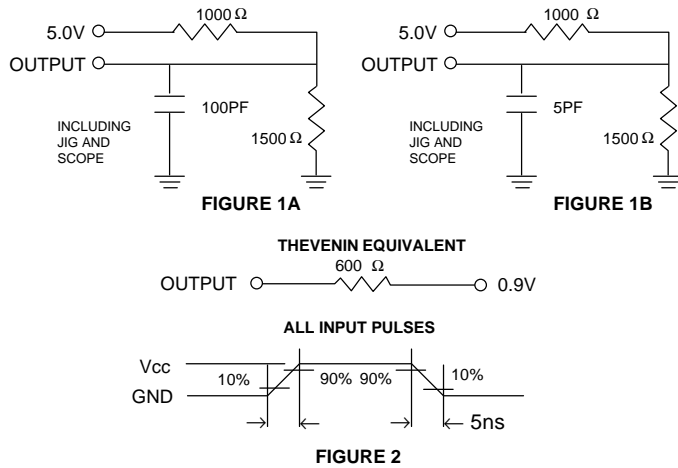 1000 Ω 1000 Ω
5.0V 5.0V
OUTPUT OUTPUT
100PF 5PF
INCLUDING INCLUDING
JIG AND JIG AND
SCOPE SCOPE
1500 Ω 1500 Ω
FIGURE 1A FIGURE 1B
THEVENIN EQUIVALENT
600 Ω
OUTPUT 0.9V
ALL INPUT PULSES
Vcc
10% 90% 90% 10%
GND
5ns
FIGURE 2